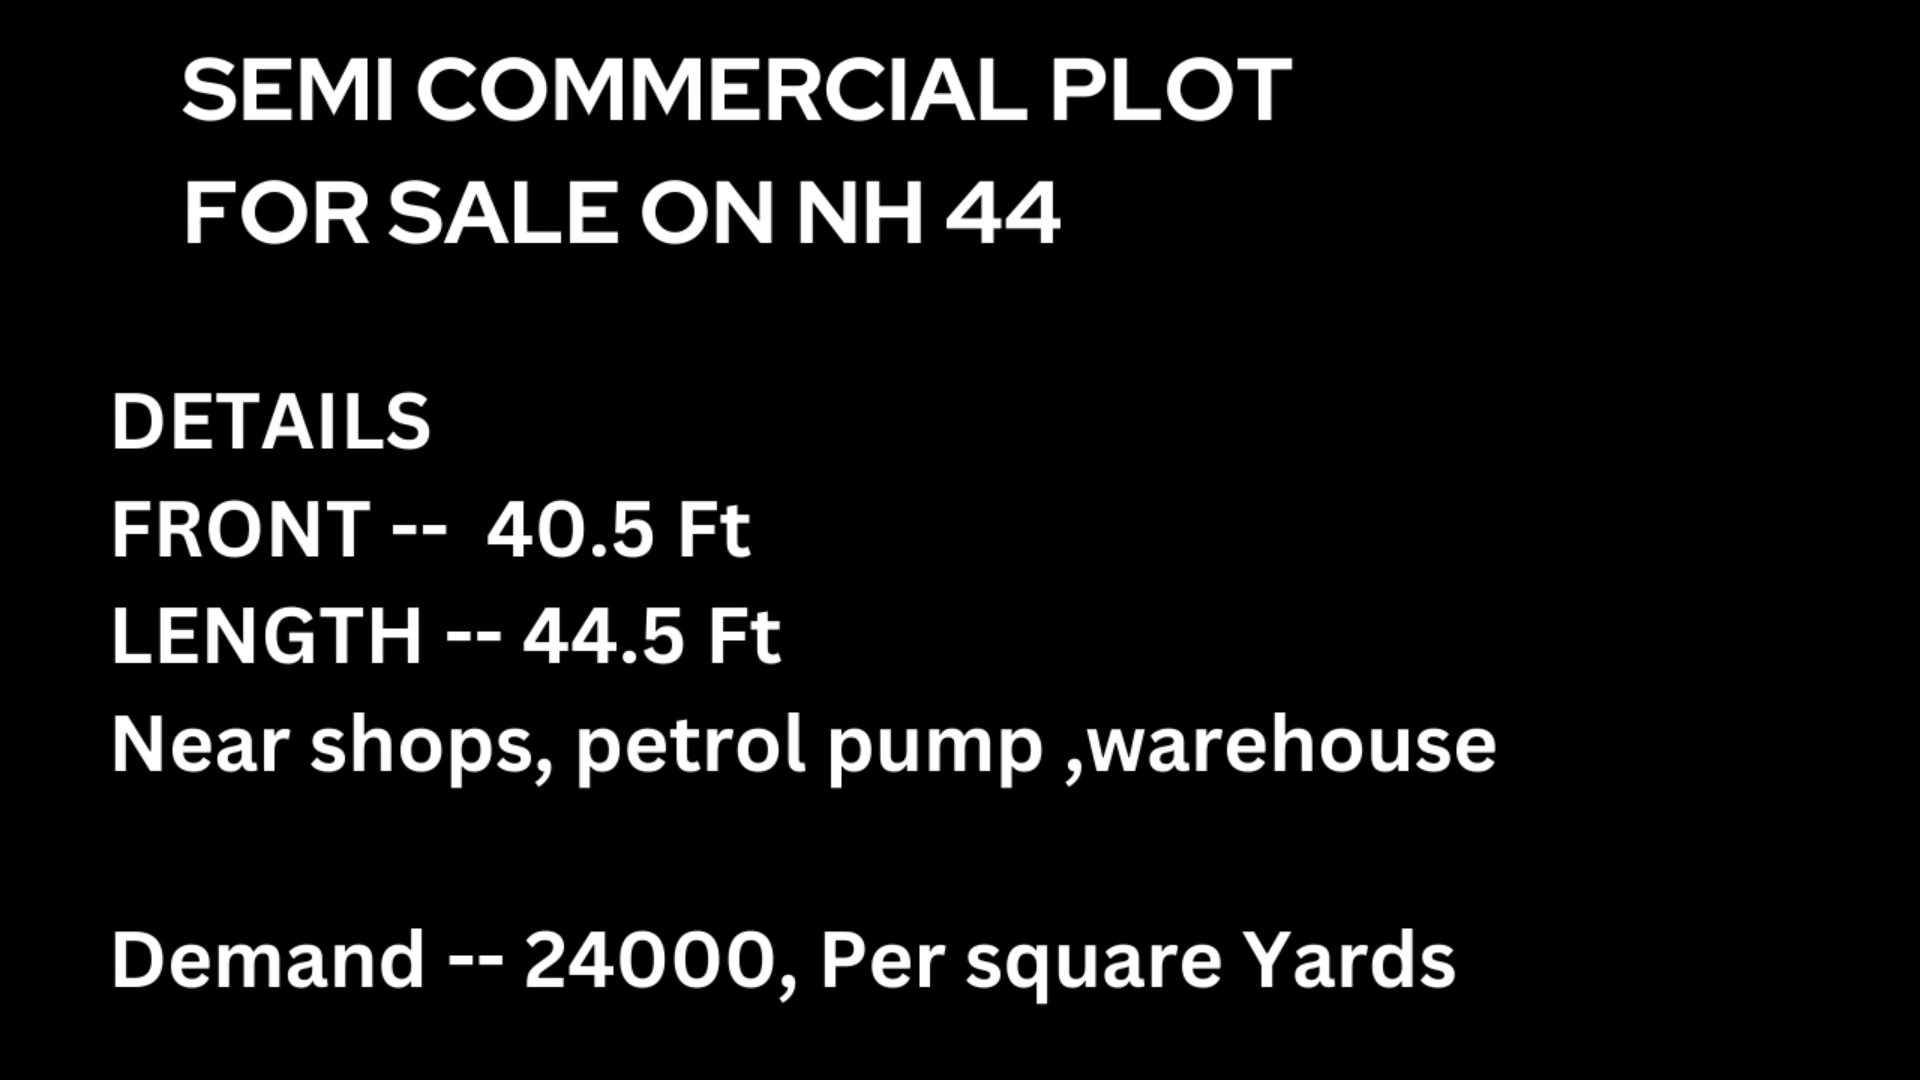 SEMI COMMERCIAL PLOT
FOR SALE ON NH 44
DETAILS
FRONT --  40.5 Ft
LENGTH -- 44.5 Ft
Near shops, petrol pump ,warehouse
Demand -- 24000, Per square Yards